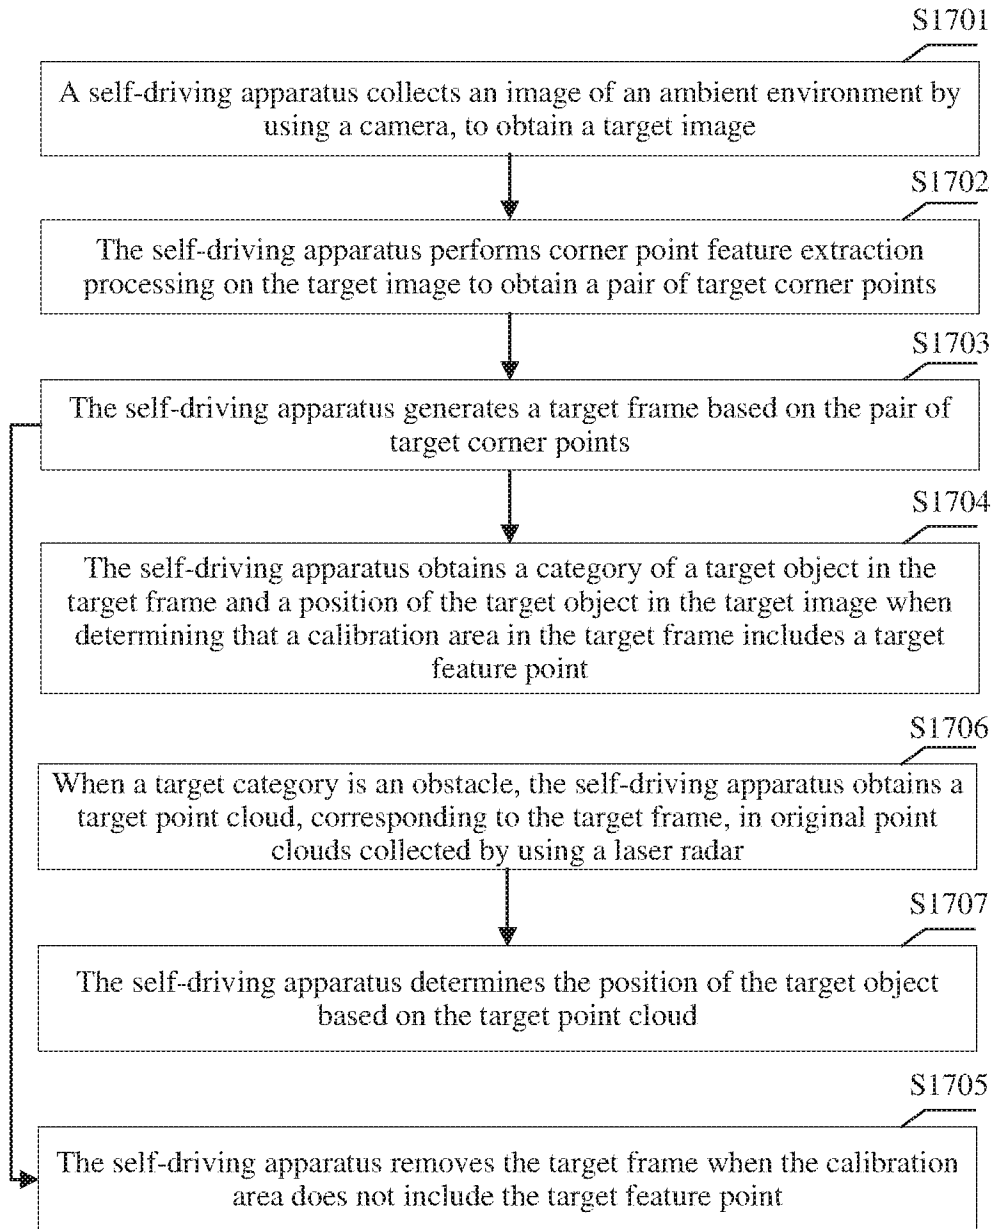 S1701
A self-driving apparatus collects an image of an ambient environment by
using a camera, to obtain a target image
S1702
The self-driving apparatus performs corner point feature extraction
processing on the target image to obtain a pair of target corner points
S1703
The self-driving apparatus generates a target frame based on the pair of
target corner points
S1704
The self-driving apparatus obtains a category of a target object in the
target frame and a position of the target object in the target image when
determining that a calibration area in the target frame includes a target
feature point
S1706
When a target category is an obstacle, the self-driving apparatus obtains a
target point cloud, corresponding to the target frame, in original point
clouds collected by using a laser radar
S1707
The self-driving apparatus determines the position of the target object
based on the target point cloud
S1705
The self-driving apparatus removes the target frame when the calibration
area does not include the target feature point